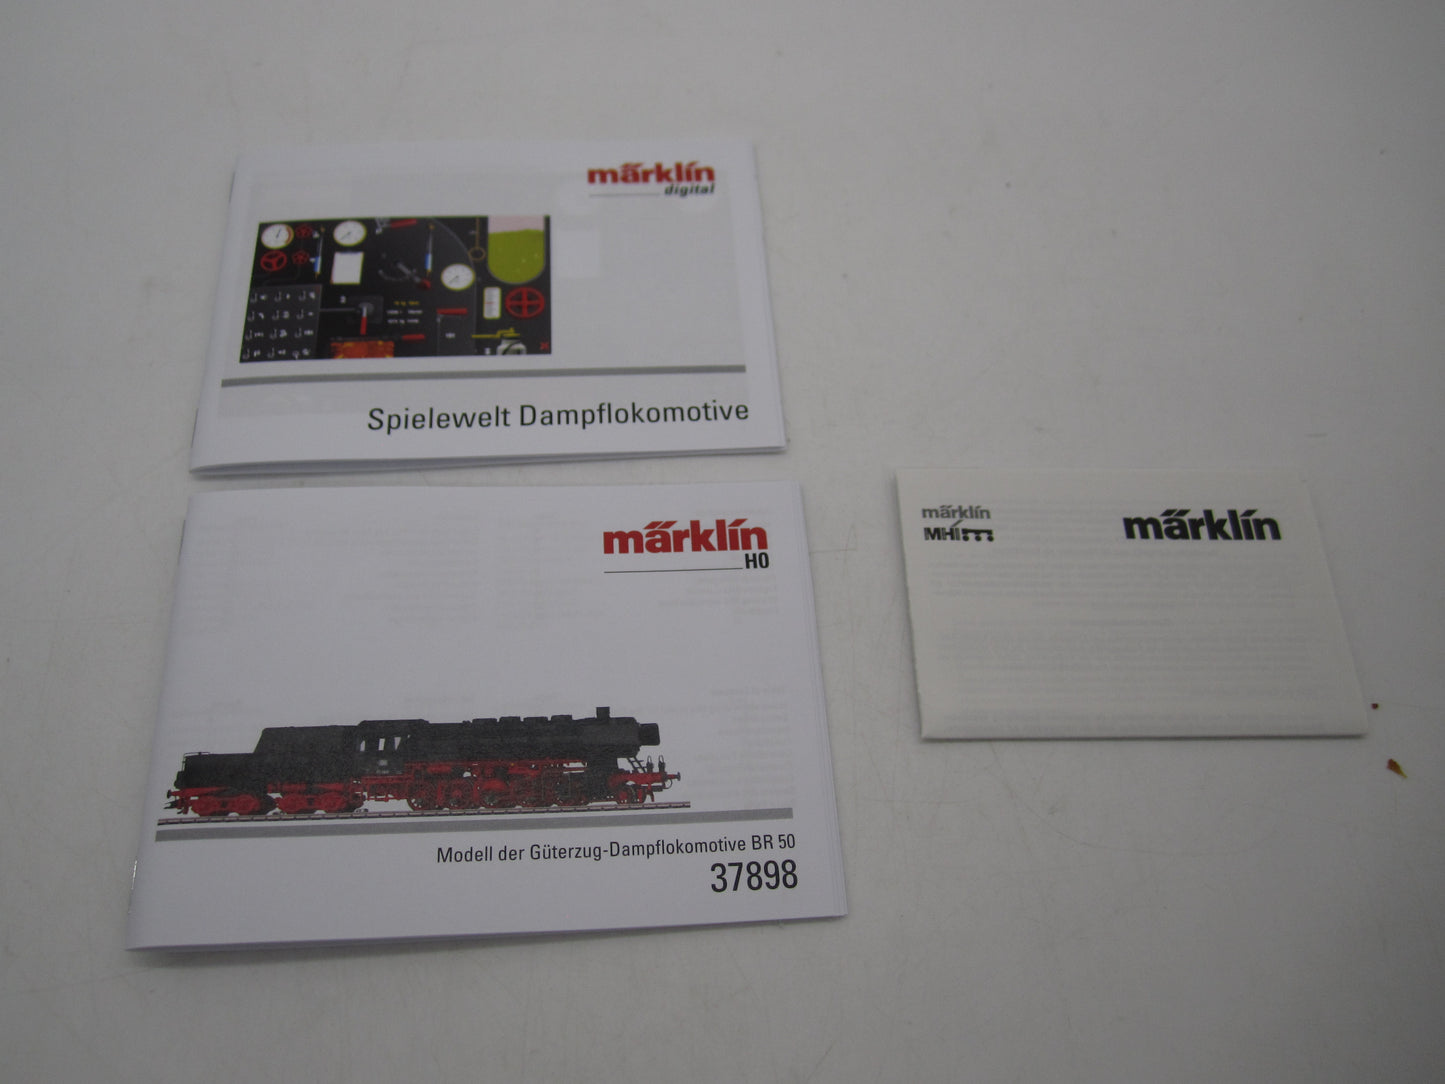 märklin
digital
Spielewelt Dampflokomotive
märklin
H0
Modell der Güterzug-Dampflokomotive BR 50
37898
märklin
MHI
märklin